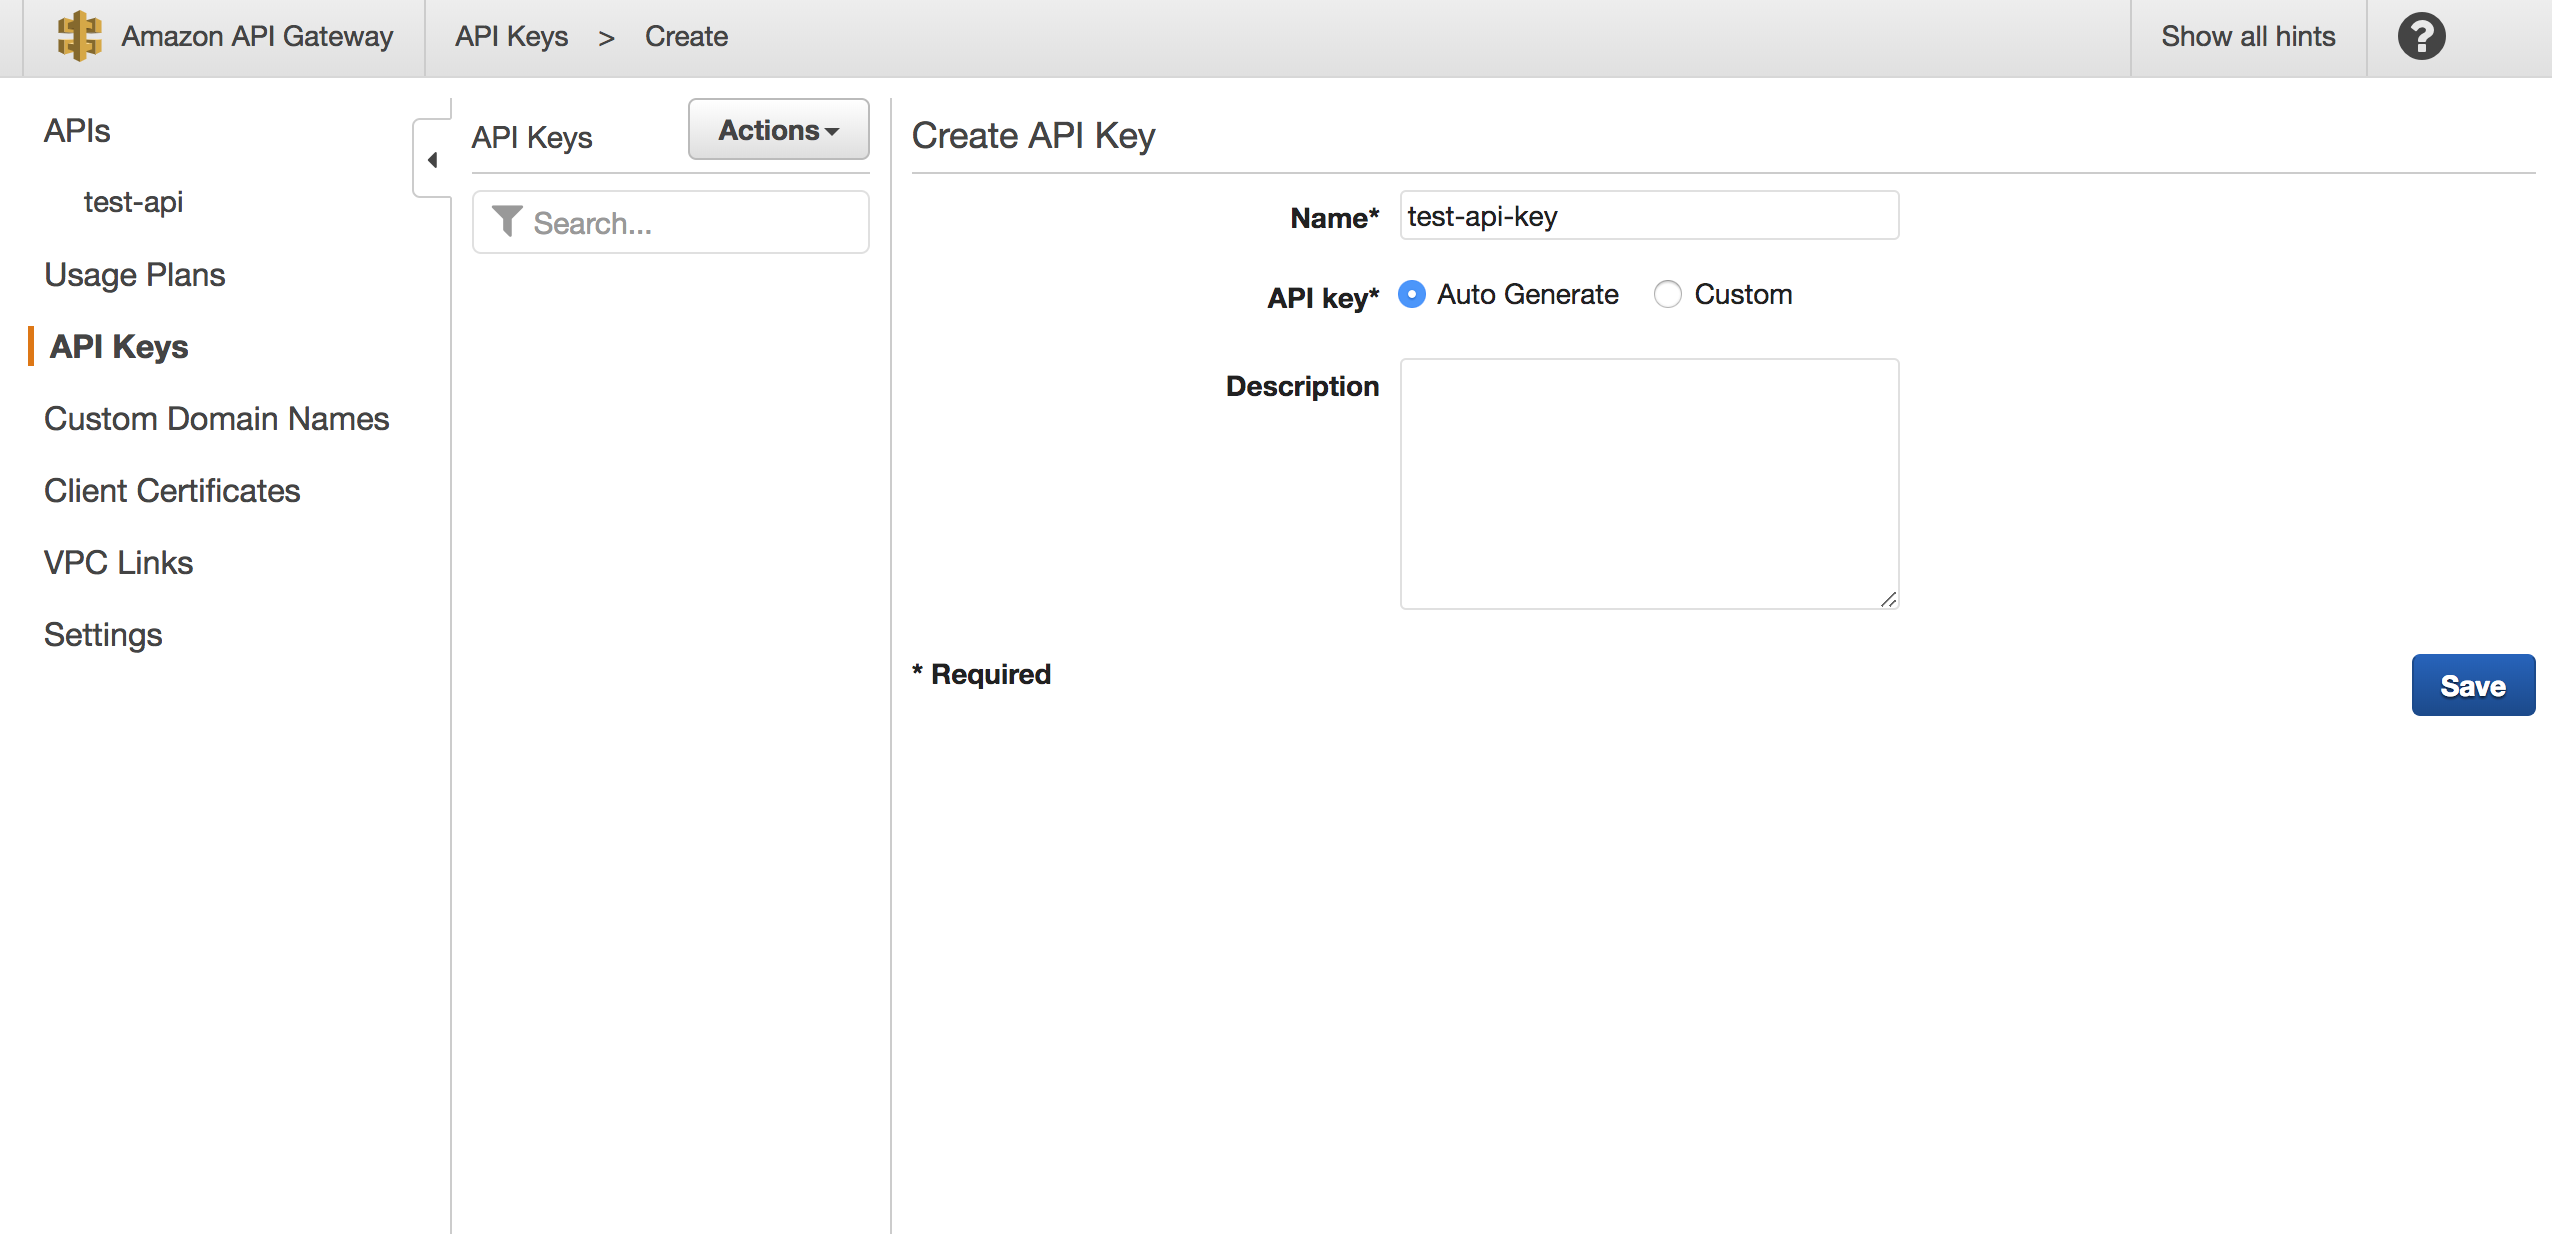 Amazon API Gateway
API Keys > Create
Show all hints
?
APIs
test-api
Usage Plans
API Keys
Custom Domain Names
Client Certificates
VPC Links
Settings
API Keys
Actions
Search...
Create API Key
Name* test-api-key
API key* Auto Generate Custom
Description
* Required
Save